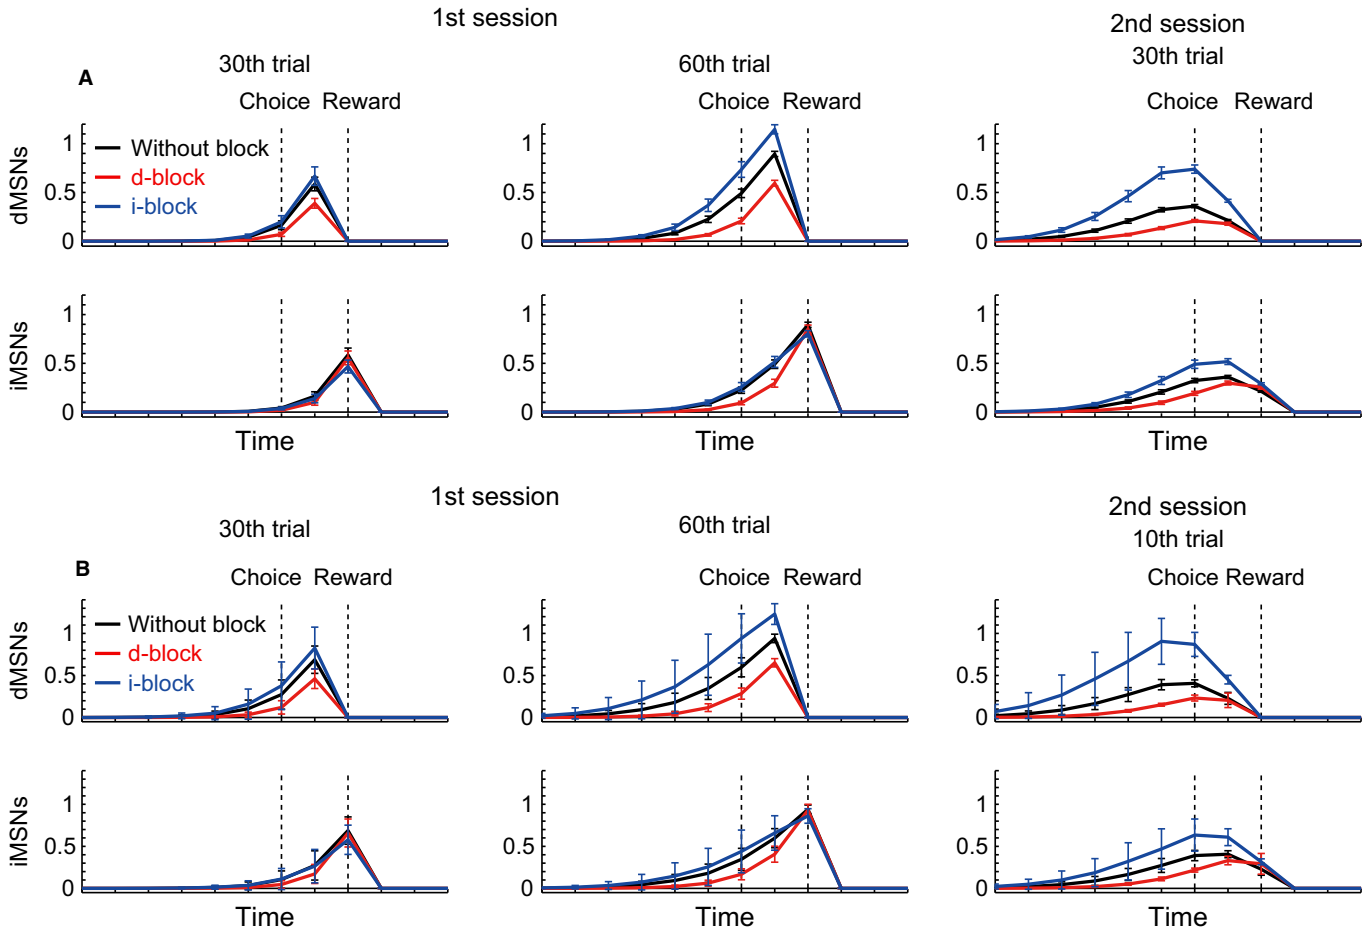 1st session
2nd session
30th trial
60th trial
30th trial
A
Choice Reward
Choice Reward
Choice Reward
dMSNs
1
0.5
0
Without block
d-block
i-block
1
0.5
0
1
0.5
0
iMSNs
1
0.5
0
1
0.5
0
1
0.5
0
Time
Time
Time
1st session
2nd session
30th trial
60th trial
10th trial
B
Choice Reward
Choice Reward
Choice Reward
dMSNs
1
0.5
0
Without block
d-block
i-block
1
0.5
0
1
0.5
0
iMSNs
1
0.5
0
1
0.5
0
1
0.5
0
Time
Time
Time